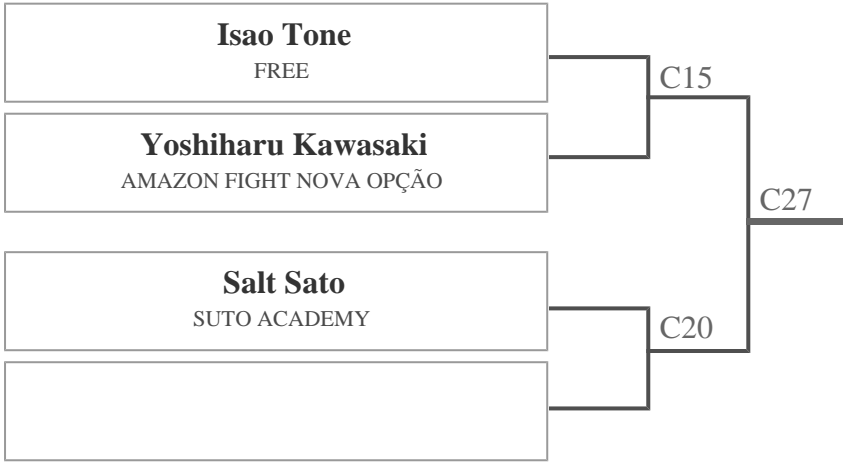 Isao Tone
FREE
C15
Yoshiharu Kawasaki
AMAZON FIGHT NOVA OPÇÃO
C27
Salt Sato
SUTO ACADEMY
C20